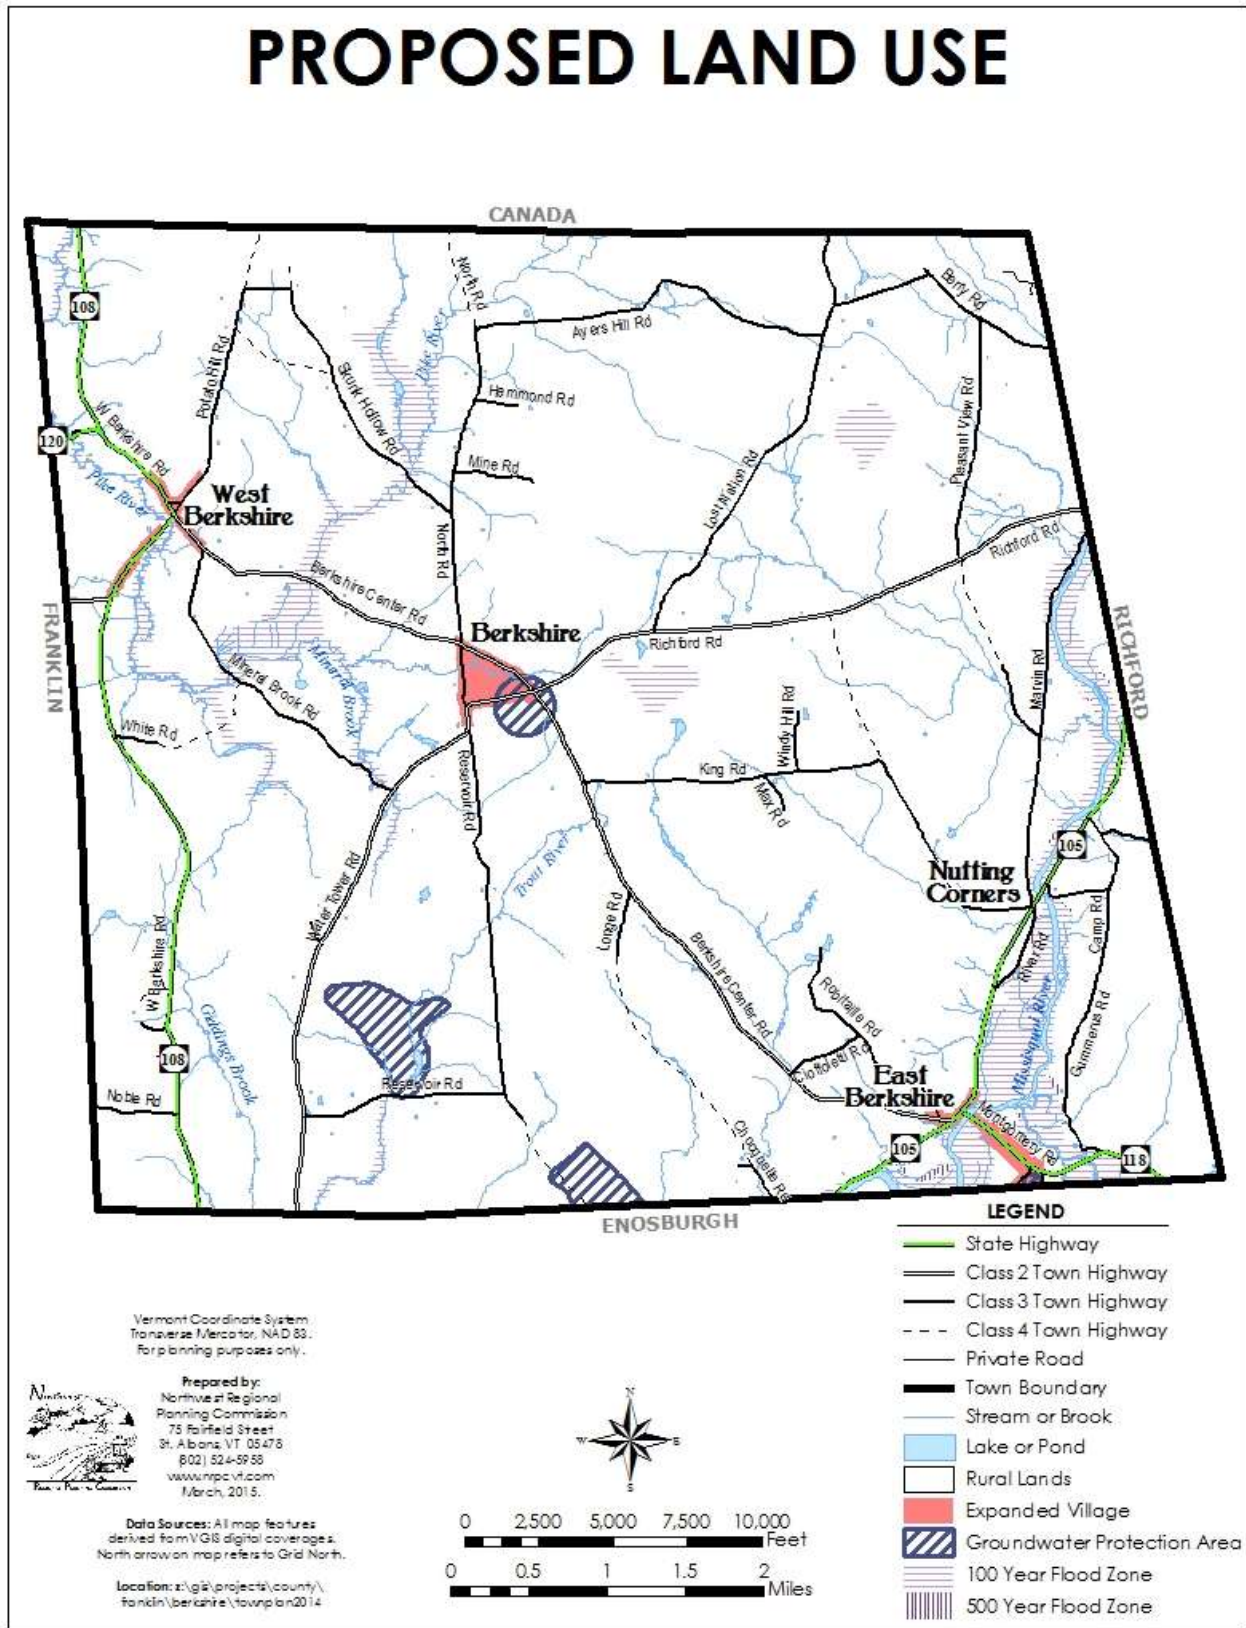 PROPOSED LAND USE
CANADA
108
North Rd
Berry Rd
Ayers Hill Rd
Pike River
Potato Hill Rd
Skunk Hollow Rd
Hammond Rd
Pleasant View Rd
W Berkshire Rd
120
Mine Rd
Lost Nation Rd
Pike River
West
Berkshire
North Rd
Richford Rd
Berkshire Center Rd
FRANKLIN
Berkshire
Richford Rd
RICHFORD
Mineral Brook
Mineral Brook Rd
Marvin Rd
White Rd
Windy Hill Rd
Reservoir Rd
King Rd
Max Rd
105
Trout River
Nutting
Corners
Water Tower Rd
Longe Rd
Camp Rd
W Berkshire Rd
Berkshire Center Rd
River Rd
Robitaille Rd
Giddings Brook
Missisquoi River
Gummerus Rd
108
Cioffoletti Rd
East
Berkshire
Reservoir Rd
Noble Rd
Montgomery Rd
Choquette Rd
105
118
ENOSBURGH
LEGEND
State Highway
Class 2 Town Highway
Class 3 Town Highway
Class 4 Town Highway
Private Road
Town Boundary
Stream or Brook
Lake or Pond
Rural Lands
Expanded Village
Groundwater Protection Area
100 Year Flood Zone
500 Year Flood Zone
Vermont Coordinate System
Transverse Mercator, NAD 83.
For planning purposes only.
Prepared by:
Northwest Regional
Planning Commission
75 Fairfield Street
St. Albans, VT 05478
(802) 524-5958
www.nrpcvt.com
March, 2015.
Data Sources: All map features
derived from VGIS digital coverages.
North arrow on map refers to Grid North.
Location: z:\gis\projects\county\
franklin\berkshire\townplan2014
N
W E
S
0 2,500 5,000 7,500 10,000
Feet
0 0.5 1 1.5 2
Miles